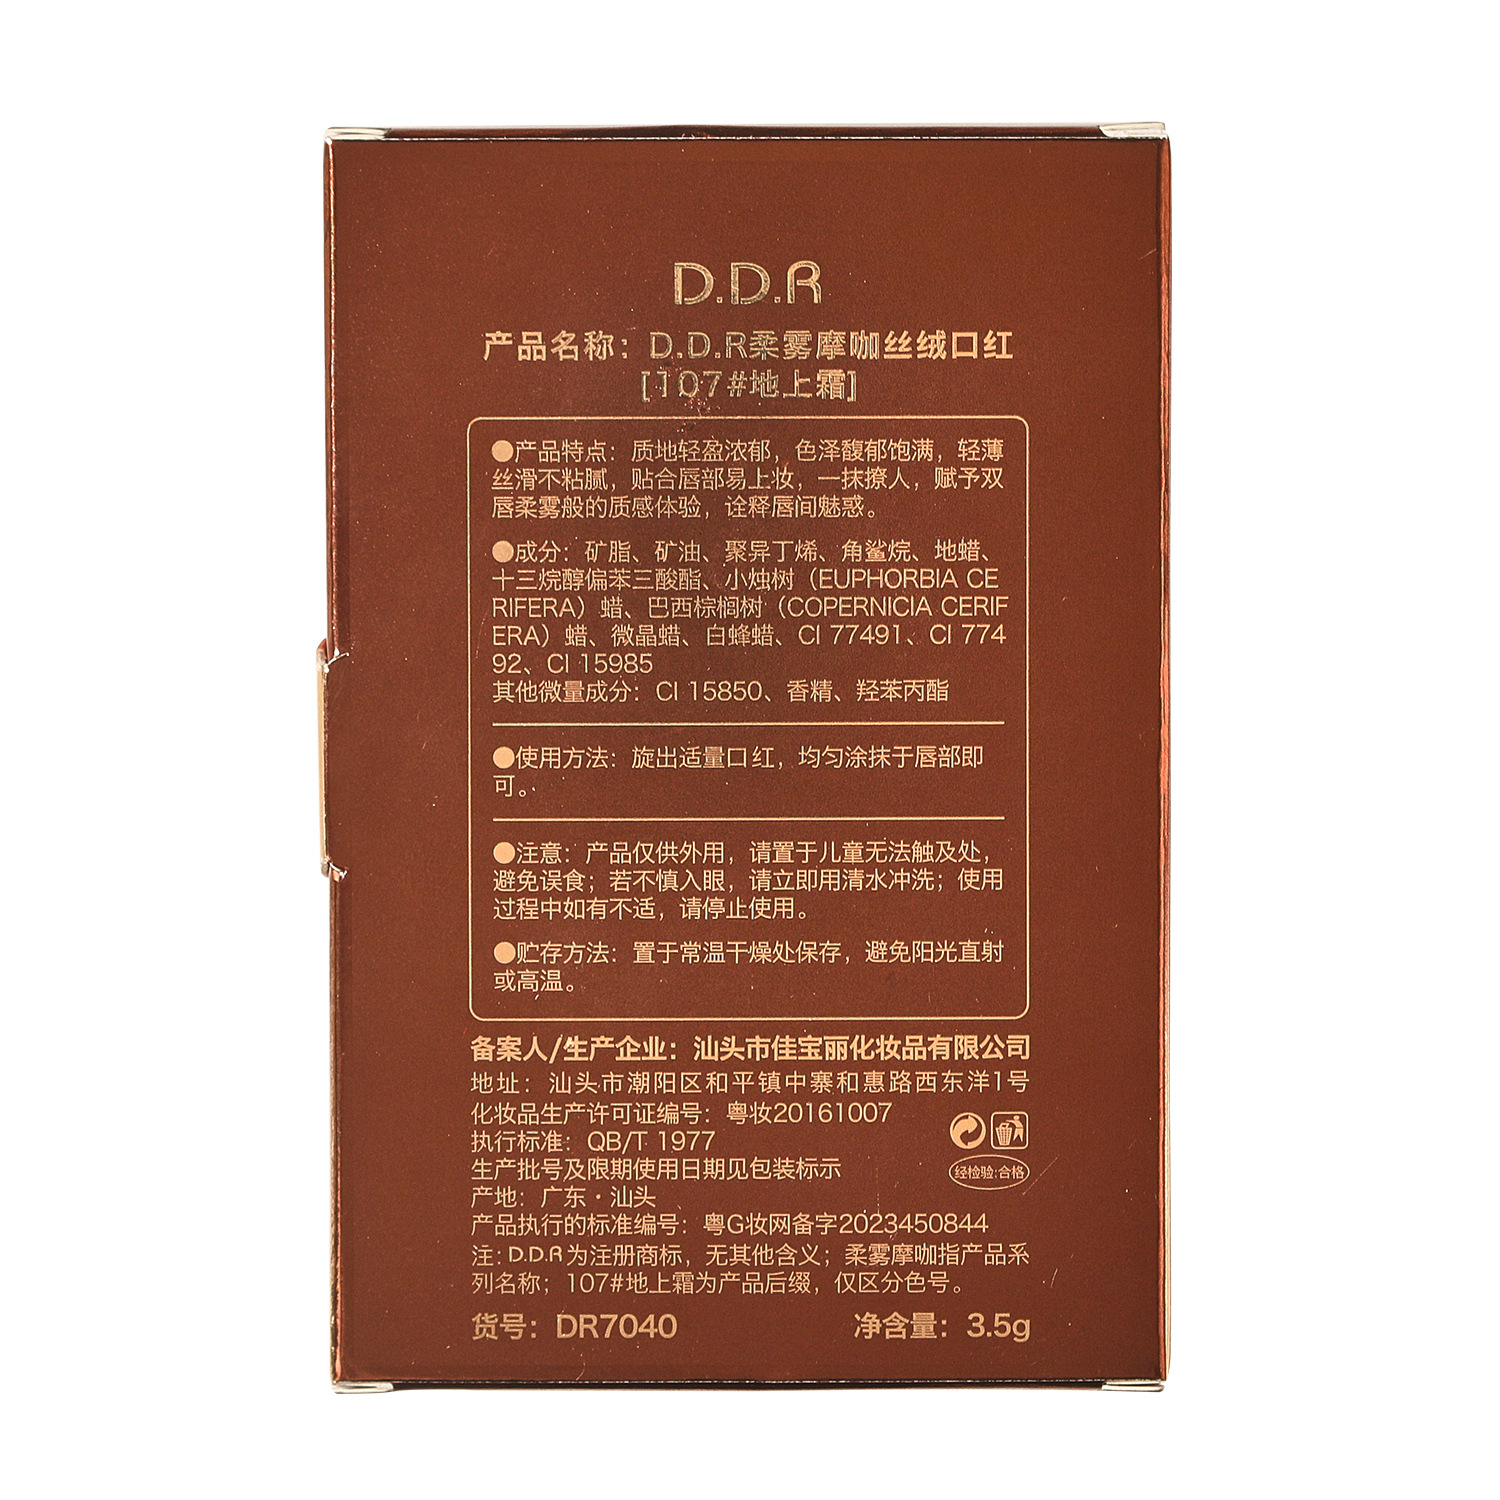 D.D.R
产品名称：D.D.R柔雾摩咖丝绒口红
[107#地上霜]
●产品特点：质地轻盈浓郁，色泽馥郁饱满，轻薄
丝滑不粘腻，贴合唇部易上妆，一抹撩人，赋予双
唇柔雾般的质感体验，诠释唇间魅惑。
●成分：矿脂、矿油、聚异丁烯、角鲨烷、地蜡、
十三烷醇偏苯三酸酯、小烛树（EUPHORBIA CE
RIFERA）蜡、巴西棕榈树（COPERNICIA CERIF
ERA）蜡、微晶蜡、白蜂蜡、CI 77491、CI 774
92、CI 15985
其他微量成分：CI 15850、香精、羟苯丙酯
●使用方法：旋出适量口红，均匀涂抹于唇部即
可。
●注意：产品仅供外用，请置于儿童无法触及处，
避免误食；若不慎入眼，请立即用清水冲洗；使用
过程中如有不适，请停止使用。
●贮存方法：置于常温干燥处保存，避免阳光直射
或高温。
备案人/生产企业：汕头市佳宝丽化妆品有限公司
地址：汕头市潮阳区和平镇中寨和惠路西东洋1号
化妆品生产许可证编号：粤妆20161007
执行标准：QB/T 1977
生产批号及限期使用日期见包装标示
经检验:合格
产地：广东·汕头
产品执行的标准编号：粤G妆网备字2023450844
注：D.D.R为注册商标，无其他含义；柔雾摩咖指产品系
列名称；107#地上霜为产品后缀，仅区分色号。
货号：DR7040
净含量：3.5g